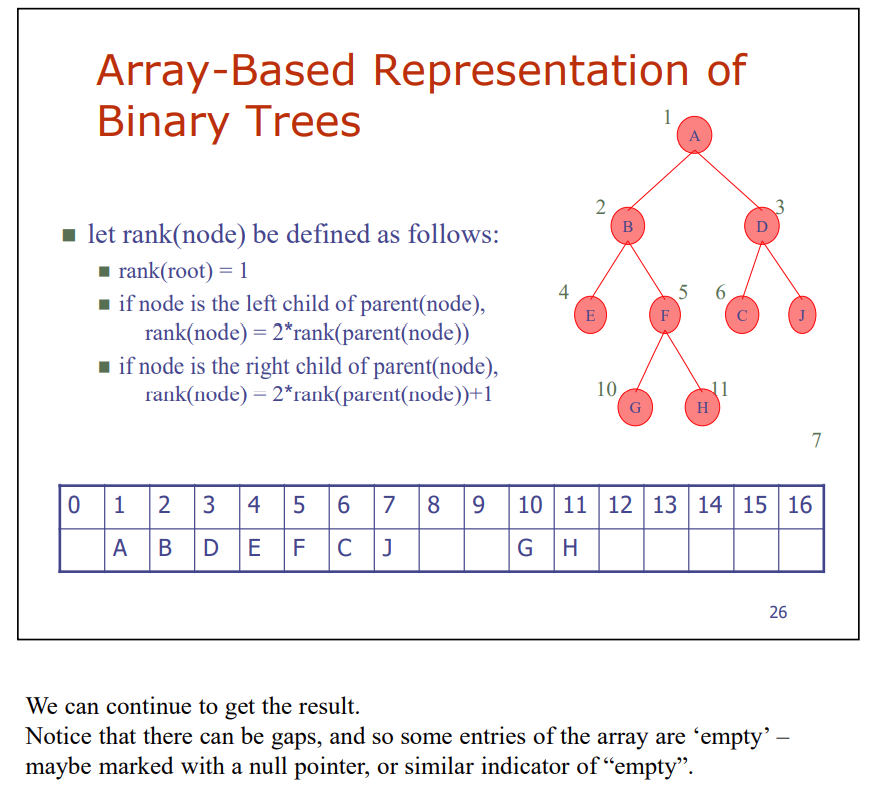 Array-Based Representation of
Binary Trees
let rank(node) be defined as follows:
rank(root) = 1
if node is the left child of parent(node),
rank(node) = 2*rank(parent(node))
if node is the right child of parent(node),
rank(node) = 2*rank(parent(node))+1
1
A
2
B
3
D
4
E
5
F
6
C
J
10
G
11
H
7
0 1 2 3 4 5 6 7 8 9 10 11 12 13 14 15 16
A B D E F C J G H
26
We can continue to get the result.
Notice that there can be gaps, and so some entries of the array are ‘empty’ –
maybe marked with a null pointer, or similar indicator of “empty”.